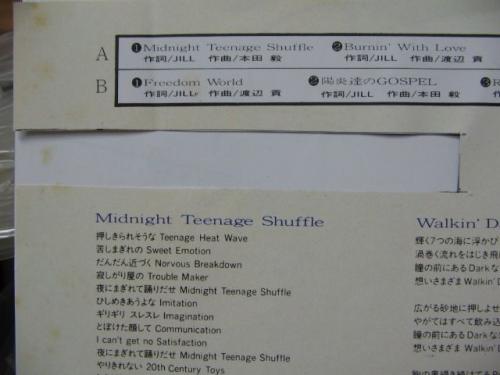 A ❶Midnight Teenage Shuffle ❷Burnin' With Love
作詞/JILL 作曲/本田 毅 作詞/JILL 作曲/渡辺 貢
B ❶Freedom World ❷陽炎達のGOSPEL ❸R
作詞/JILL 作曲/渡辺 貢 作詞/JILL 作曲/本田 毅 作
Midnight Teenage Shuffle
押しきられそうな Teenage Heat Wave
苦しまぎれの Sweet Emotion
だんだん近づく Norvous Breakdown
寂しがり屋の Trouble Maker
夜にまぎれて踊りだせ Midnight Teenage Shuffle
ひしめきあうよな Imitation
ギリギリ スレスレ Imagination
とぼけた顔して Communication
I can't get no Satisfaction
夜にまぎれて踊りだせ Midnight Teenage Shuffle
やりきれない 20th Century Toys
Walkin' D
輝く7つの海に浮かび
渦巻く流れをはじき飛
瞳の前にあるDarkな
想いさまざま Walkin' D
広がる砂地に押しよせ
やがてはすべて飲み込
瞳の前にあるDarkな
想いさまざま Walkin'